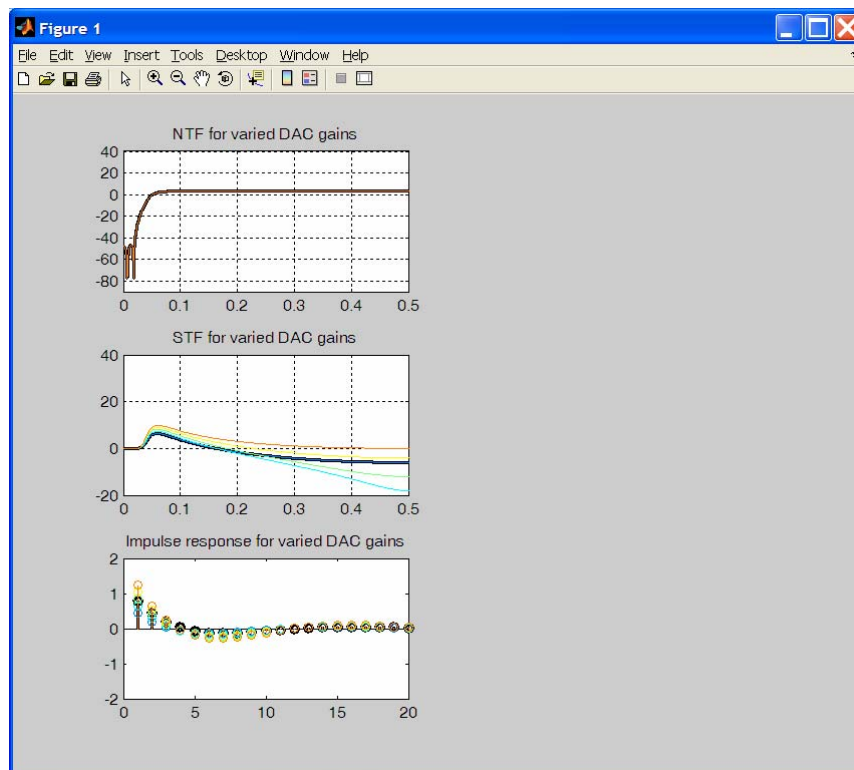 Figure 1
File Edit View Insert Tools Desktop Window Help
NTF for varied DAC gains
40
20
0
-20
-40
-60
-80
0 0.1 0.2 0.3 0.4 0.5
STF for varied DAC gains
40
20
0
-20
0 0.1 0.2 0.3 0.4 0.5
Impulse response for varied DAC gains
2
1
0
-1
-2
0 5 10 15 20